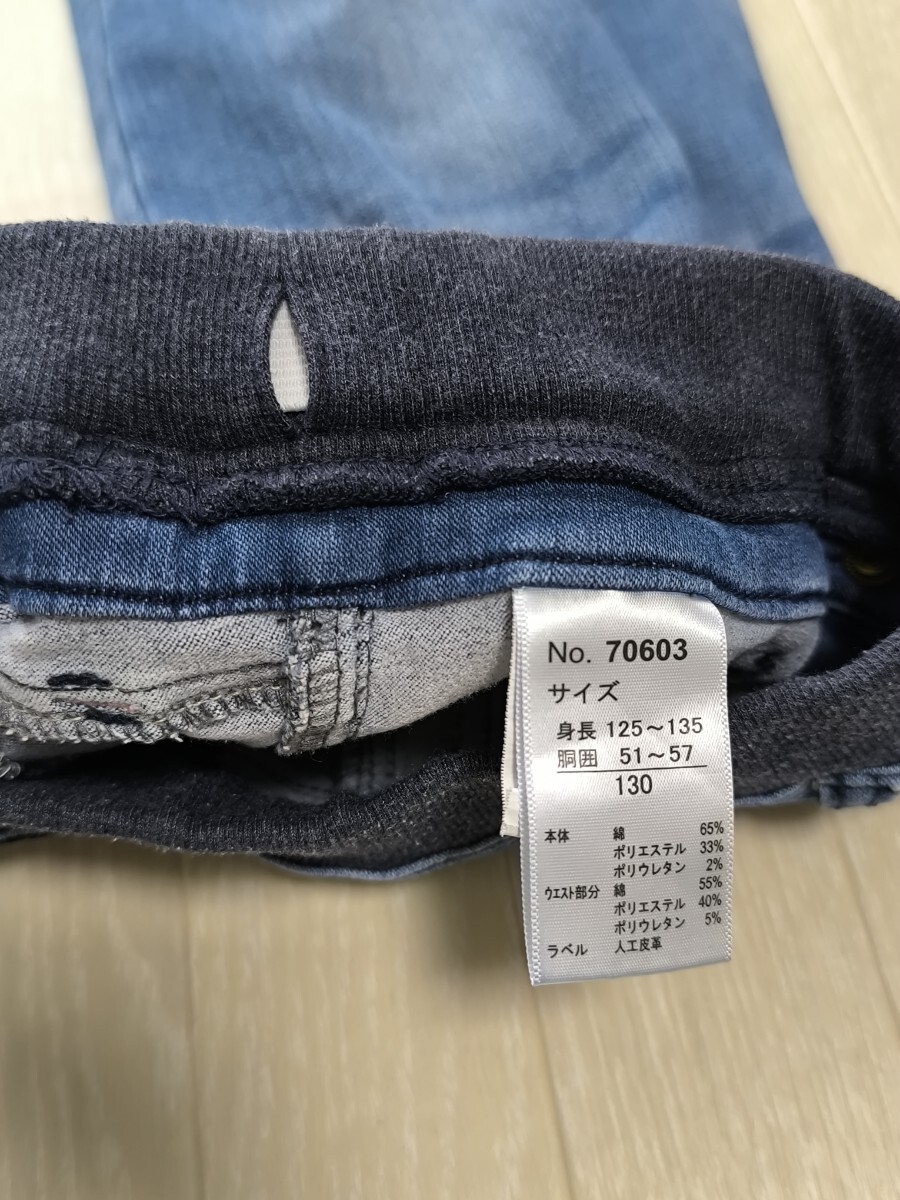 No. 70603
サイズ
身長 125～135
胴囲 51～57
130
本体 綿 65%
ポリエステル 33%
ポリウレタン 2%
ウエスト部分 綿 55%
ポリエステル 40%
ポリウレタン 5%
ラベル 人工皮革